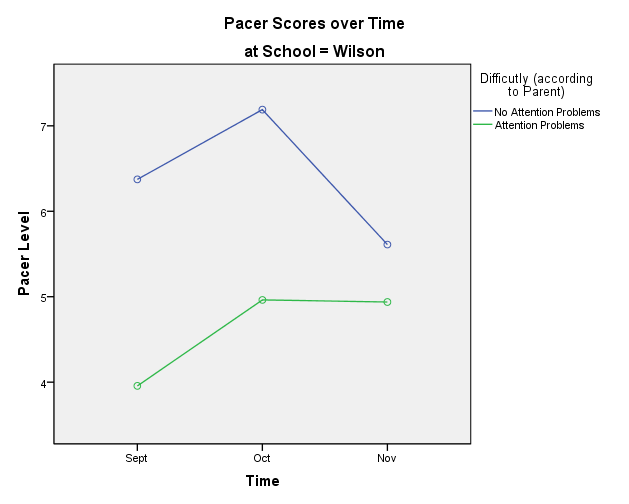 Pacer Scores over Time
at School = Wilson
Difficutly (according
to Parent)
No Attention Problems
Attention Problems
Pacer Level
7
6
5
4
Sept
Oct
Nov
Time